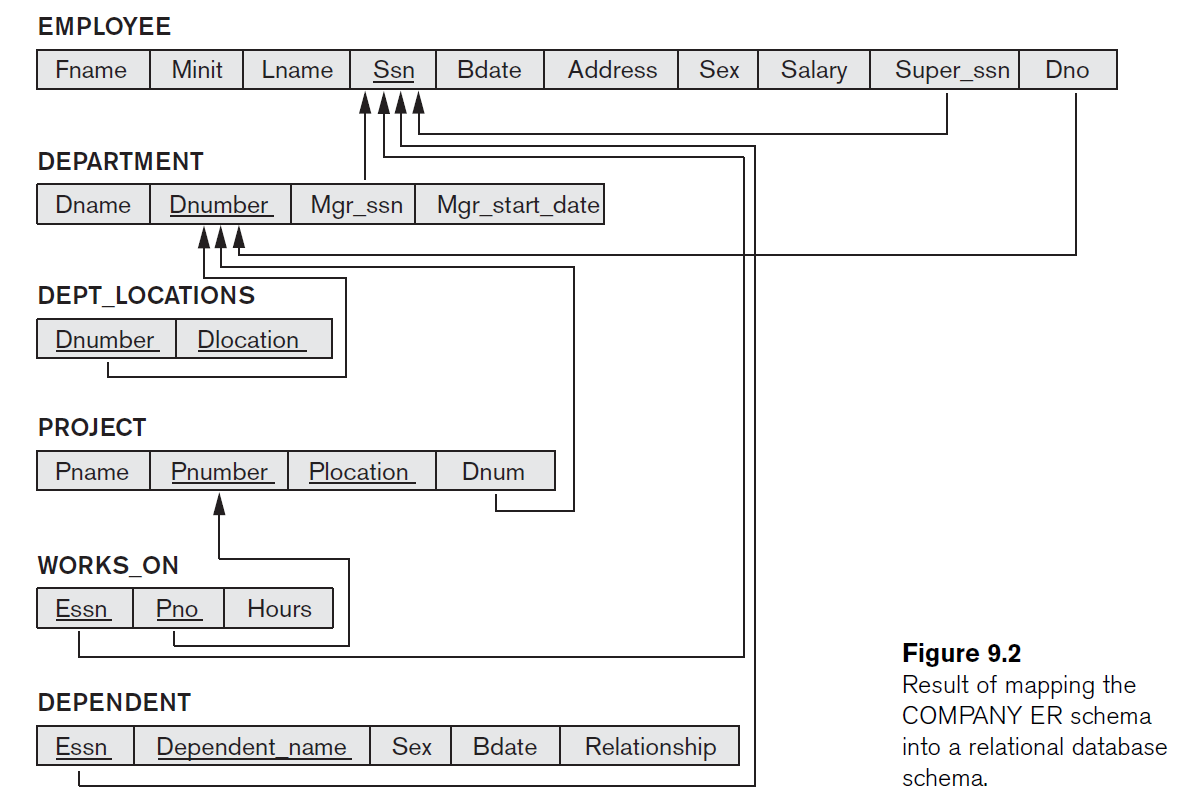 EMPLOYEE
Fname Minit Lname Ssn Bdate Address Sex Salary Super_ssn Dno
DEPARTMENT
Dname Dnumber Mgr_ssn Mgr_start_date
DEPT_LOCATIONS
Dnumber Dlocation
PROJECT
Pname Pnumber Plocation Dnum
WORKS_ON
Essn Pno Hours
DEPENDENT
Essn Dependent_name Sex Bdate Relationship
Figure 9.2
Result of mapping the
COMPANY ER schema
into a relational database
schema.